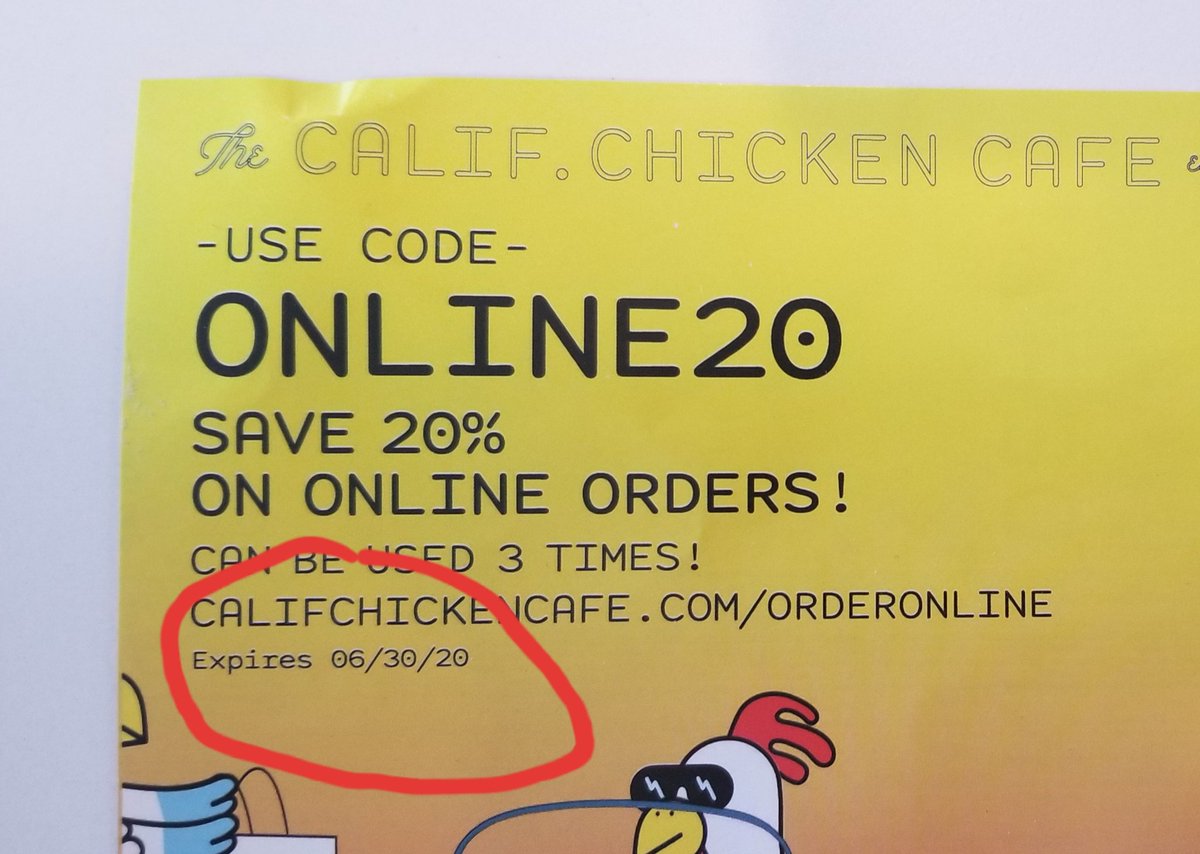 The CALIF.CHICKEN CAFE
-USE CODE-
ONLINE20
SAVE 20%
ON ONLINE ORDERS!
CAN BE USED 3 TIMES!
CALIFCHICKENCAFE.COM/ORDERONLINE
Expires 06/30/20